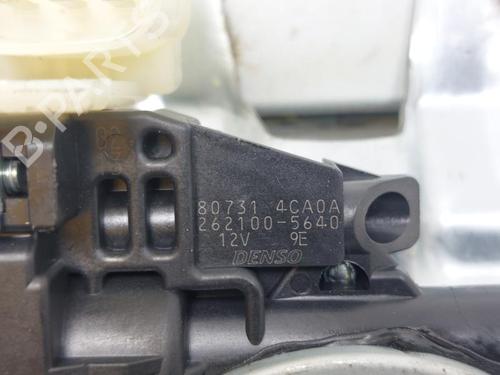 B-PARTS
80731 4CA0A
262100-5640
12V 9E
DENSO